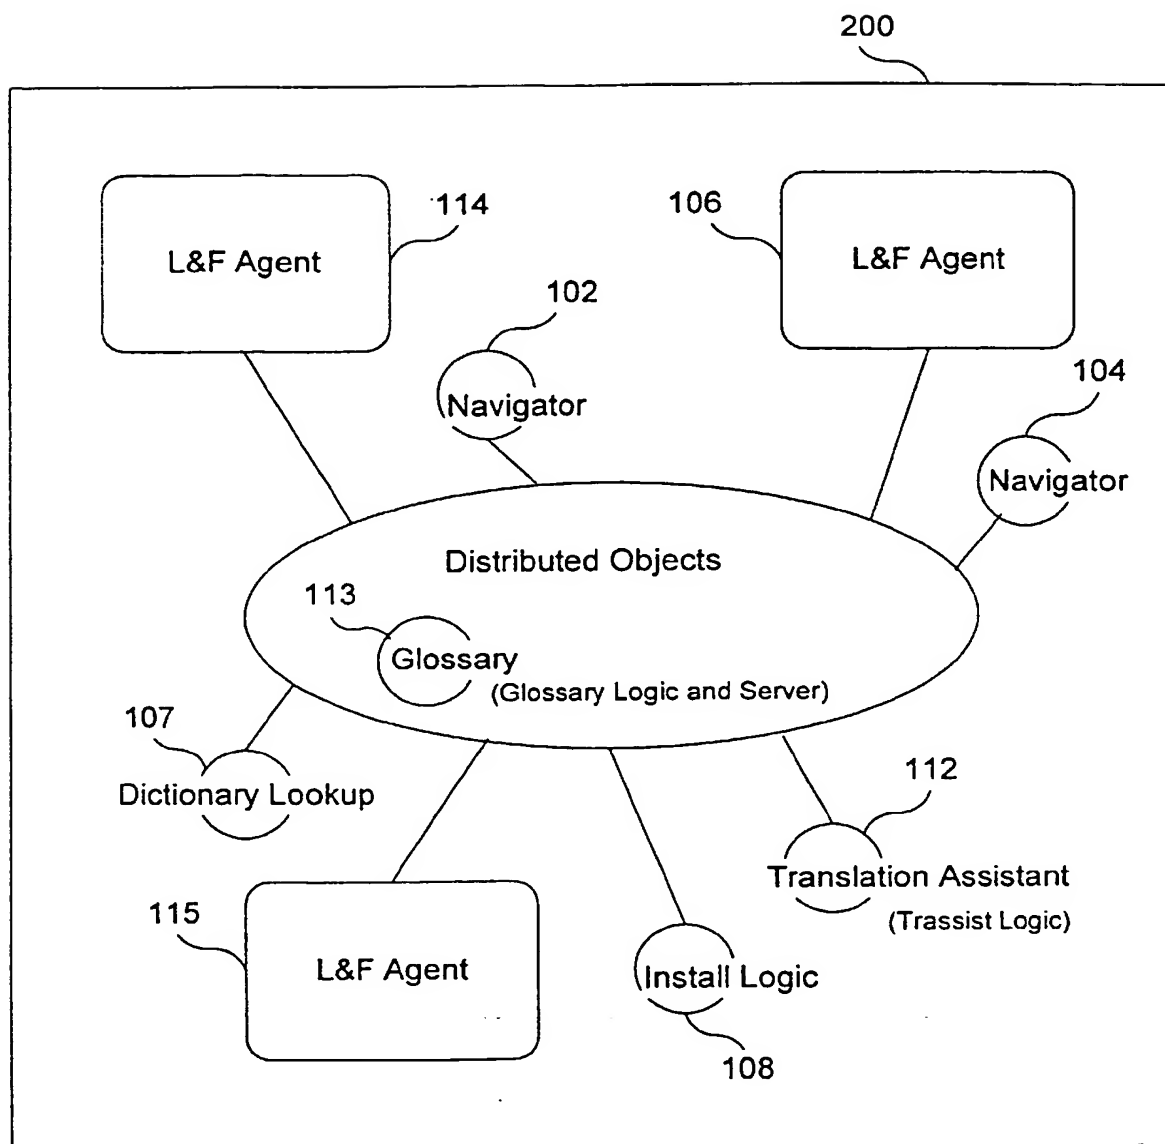 200
114
106
L&F Agent
L&F Agent
102
104
Navigator
Navigator
Distributed Objects
113
Glossary
(Glossary Logic and Server)
107
Dictionary Lookup
112
Translation Assistant
(Trassist Logic)
115
L&F Agent
Install Logic
108